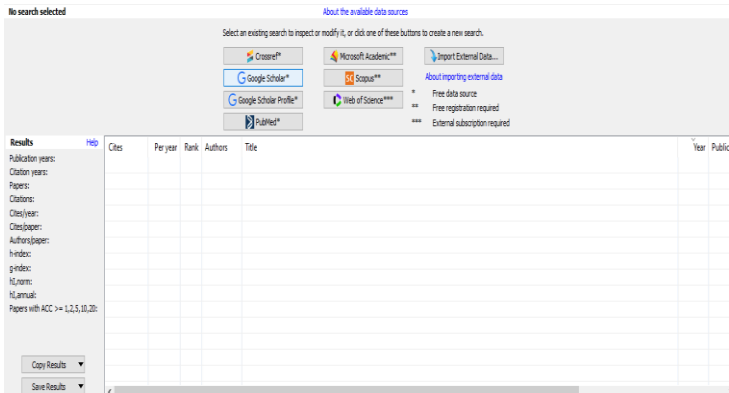 No search selected
About the available data sources
Select an existing search to inspect or modify it, or click one of these buttons to create a new search.
Crossref*
Microsoft Academic**
Import External Data...
Google Scholar*
Scopus**
About importing external data
Google Scholar Profile*
Web of Science***
* Free data source
** Free registration required
PubMed*
*** External subscription required
Results Help
Cites Per year Rank Authors Title Year Public
Publication years:
Citation years:
Papers:
Citations:
Cites/year:
Cites/paper:
Authors/paper:
h-index:
g-index:
hI,norm:
hI,annual:
Papers with ACC >= 1,2,5,10,20:
Copy Results
Save Results